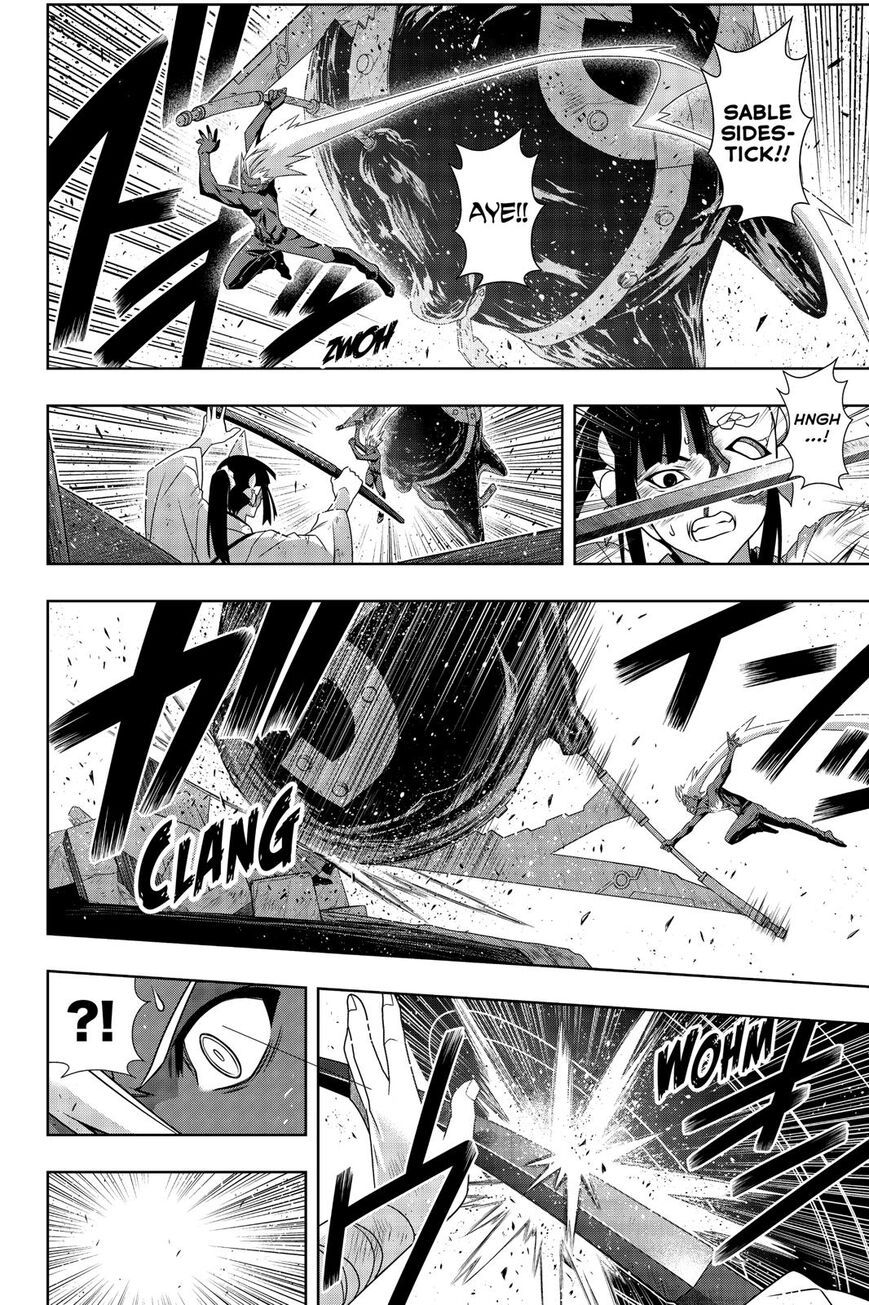 SABLE
SIDES-
TICK!!
AYE!!
ZWOH
HNGH
...!
CLANG
WOHM
?!